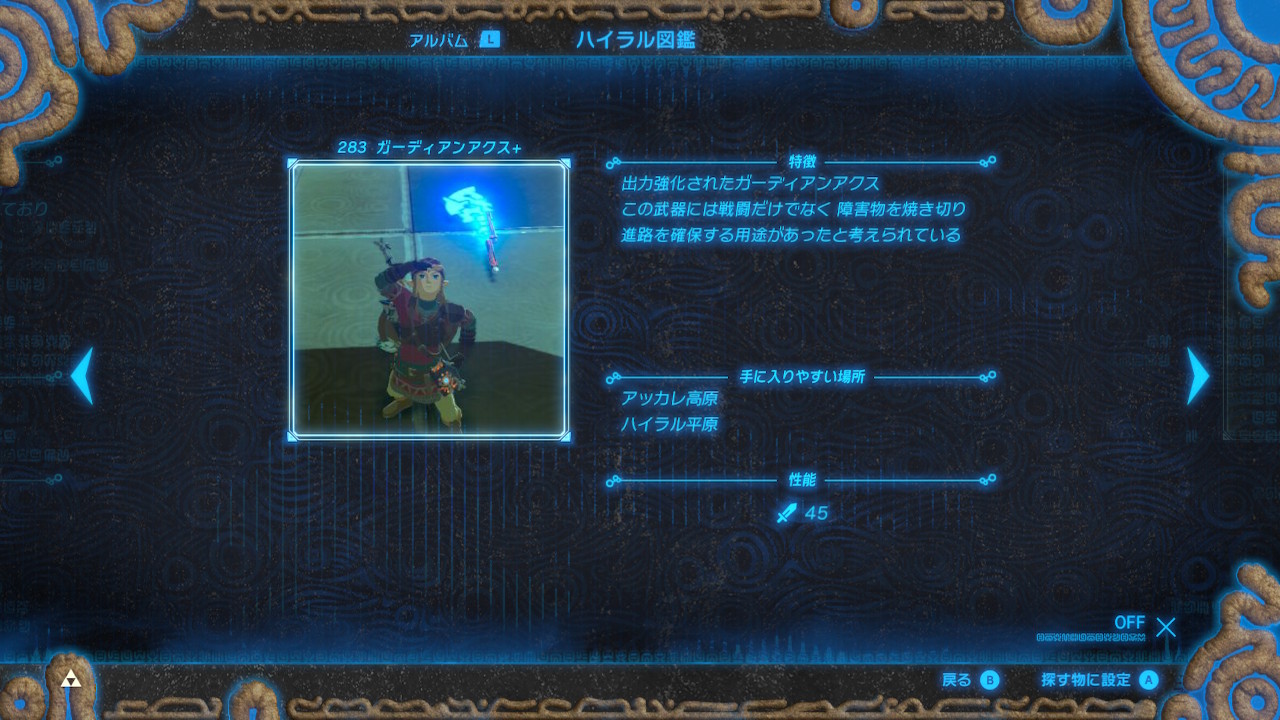 アルバム L
ハイラル図鑑
283 ガーディアンアクス+
特徴
出力強化されたガーディアンアクス
この武器には戦闘だけでなく 障害物を焼き切り
進路を確保する用途があったと考えられている
手に入りやすい場所
アッカレ高原
ハイラル平原
性能
45
ており
OFF
戻る B
探す物に設定 A